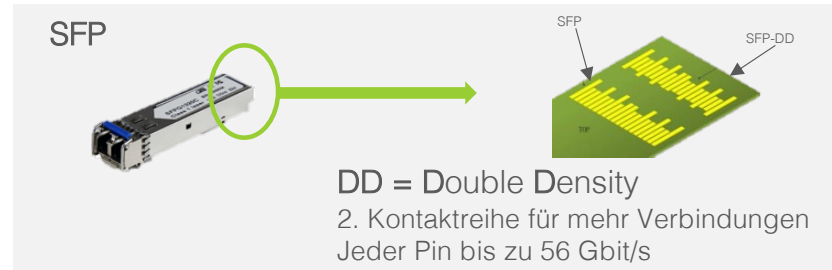 SFP
SFP
SFP-DD
TOP
DD = Double Density
2. Kontaktreihe für mehr Verbindungen
Jeder Pin bis zu 56 Gbit/s